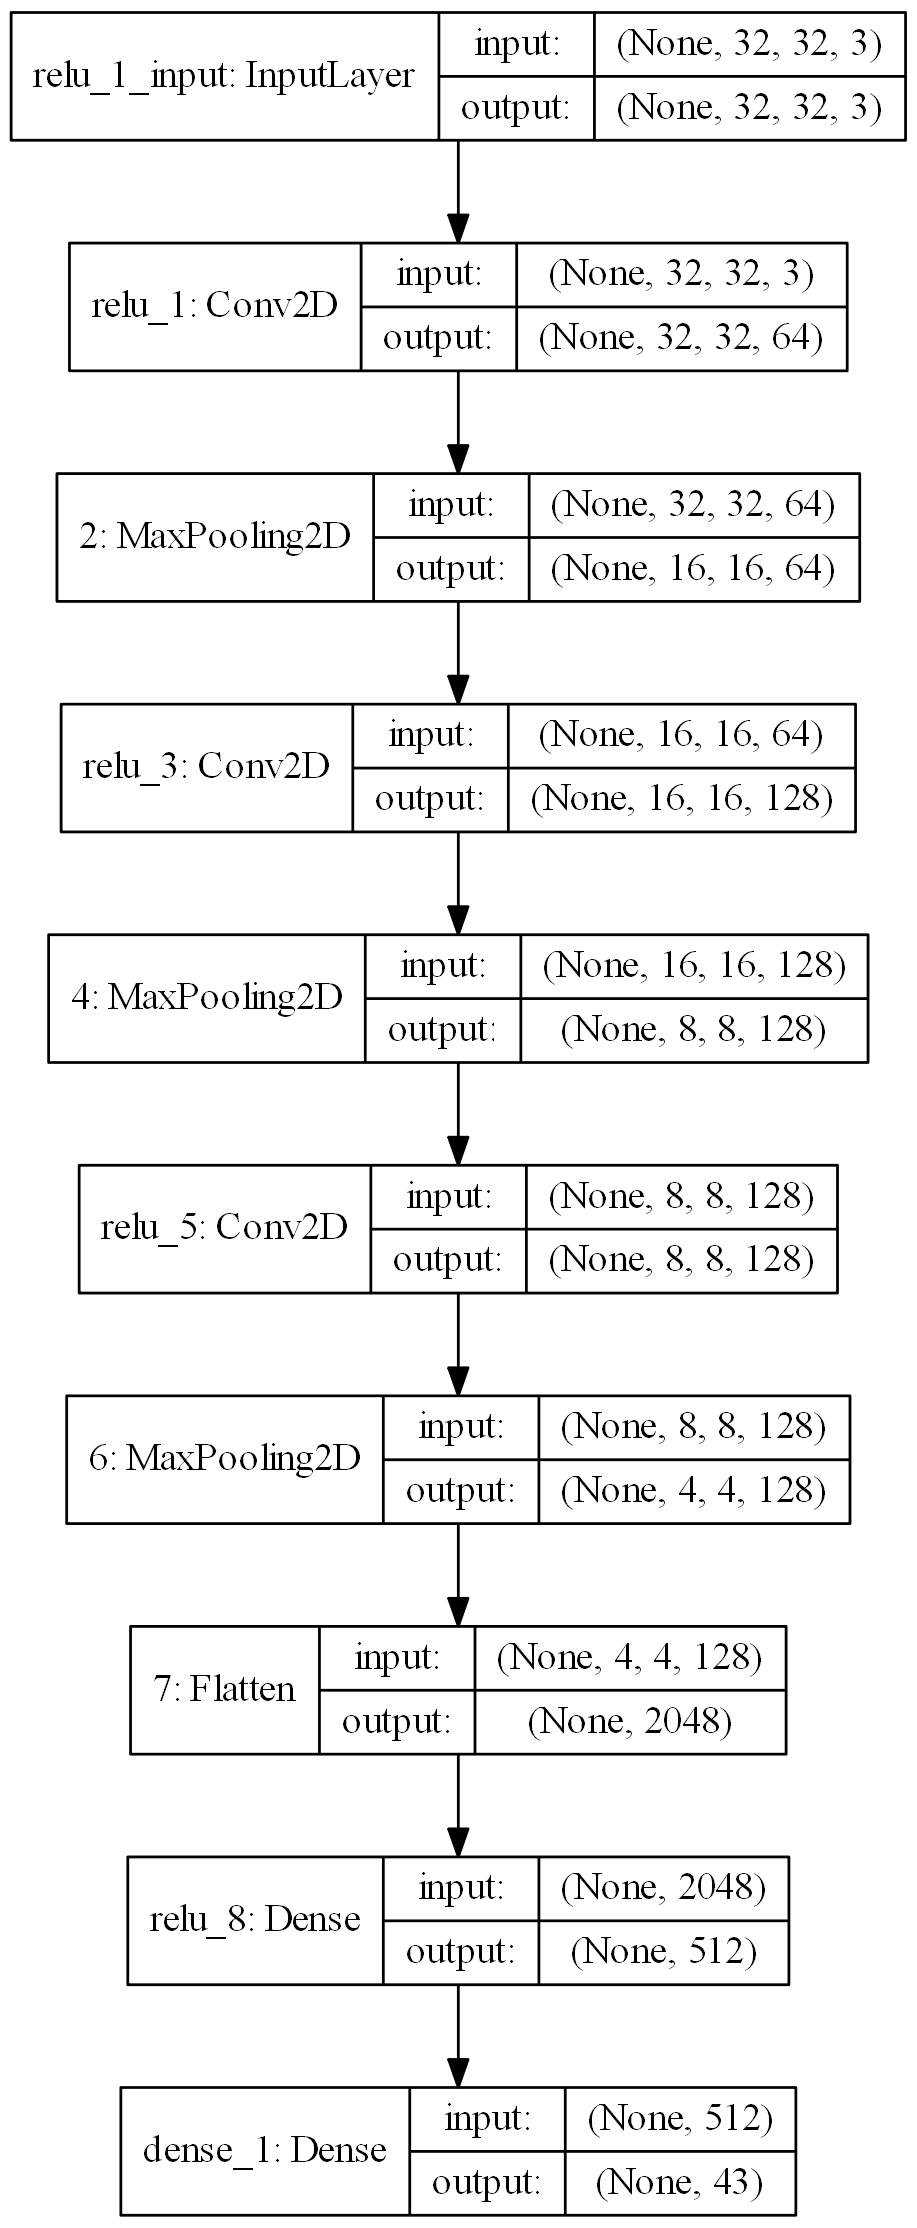 relu_1_input: InputLayer
input: (None, 32, 32, 3)
output: (None, 32, 32, 3)
relu_1: Conv2D
input: (None, 32, 32, 3)
output: (None, 32, 32, 64)
2: MaxPooling2D
input: (None, 32, 32, 64)
output: (None, 16, 16, 64)
relu_3: Conv2D
input: (None, 16, 16, 64)
output: (None, 16, 16, 128)
4: MaxPooling2D
input: (None, 16, 16, 128)
output: (None, 8, 8, 128)
relu_5: Conv2D
input: (None, 8, 8, 128)
output: (None, 8, 8, 128)
6: MaxPooling2D
input: (None, 8, 8, 128)
output: (None, 4, 4, 128)
7: Flatten
input: (None, 4, 4, 128)
output: (None, 2048)
relu_8: Dense
input: (None, 2048)
output: (None, 512)
dense_1: Dense
input: (None, 512)
output: (None, 43)